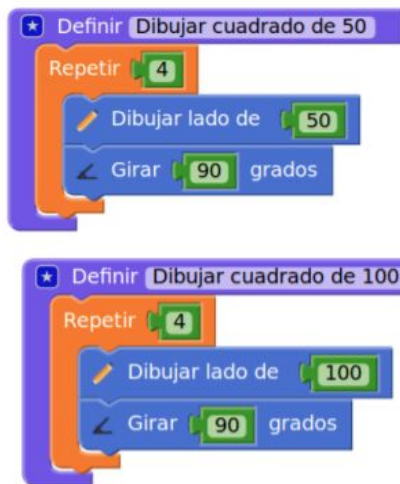 Definir Dibujar cuadrado de 50
Repetir 4
Dibujar lado de 50
Girar 90 grados
Definir Dibujar cuadrado de 100
Repetir 4
Dibujar lado de 100
Girar 90 grados